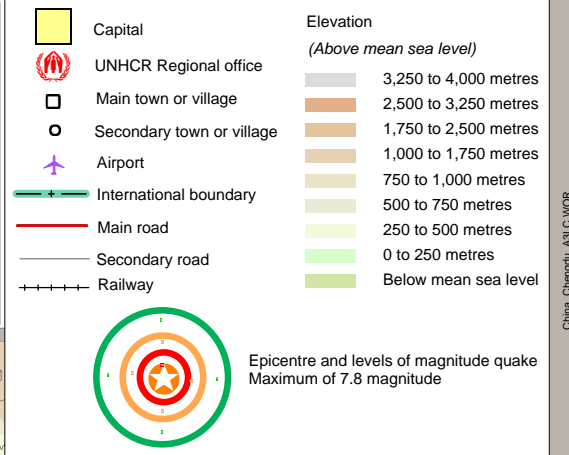 Capital
UNHCR Regional office
Main town or village
Secondary town or village
Airport
International boundary
Main road
Secondary road
Railway
Elevation
(Above mean sea level)
3,250 to 4,000 metres
2,500 to 3,250 metres
1,750 to 2,500 metres
1,000 to 1,750 metres
750 to 1,000 metres
500 to 750 metres
250 to 500 metres
0 to 250 metres
Below mean sea level
Epicentre and levels of magnitude quake
Maximum of 7.8 magnitude
China_Chengdu_A3LC.WOR